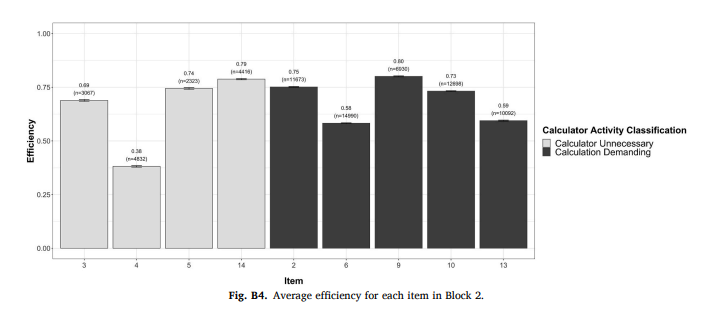 1.00
0.75
0.50
0.25
0.00
Efficiency
0.69
(n=3067)
0.38
(n=4832)
0.74
(n=2323)
0.79
(n=4416)
0.75
(n=11673)
0.58
(n=14990)
0.80
(n=8930)
0.73
(n=12698)
0.59
(n=10092)
3 4 5 14 2 6 9 10 13
Item
Calculator Activity Classification
Calculator Unnecessary
Calculation Demanding
Fig. B4. Average efficiency for each item in Block 2.